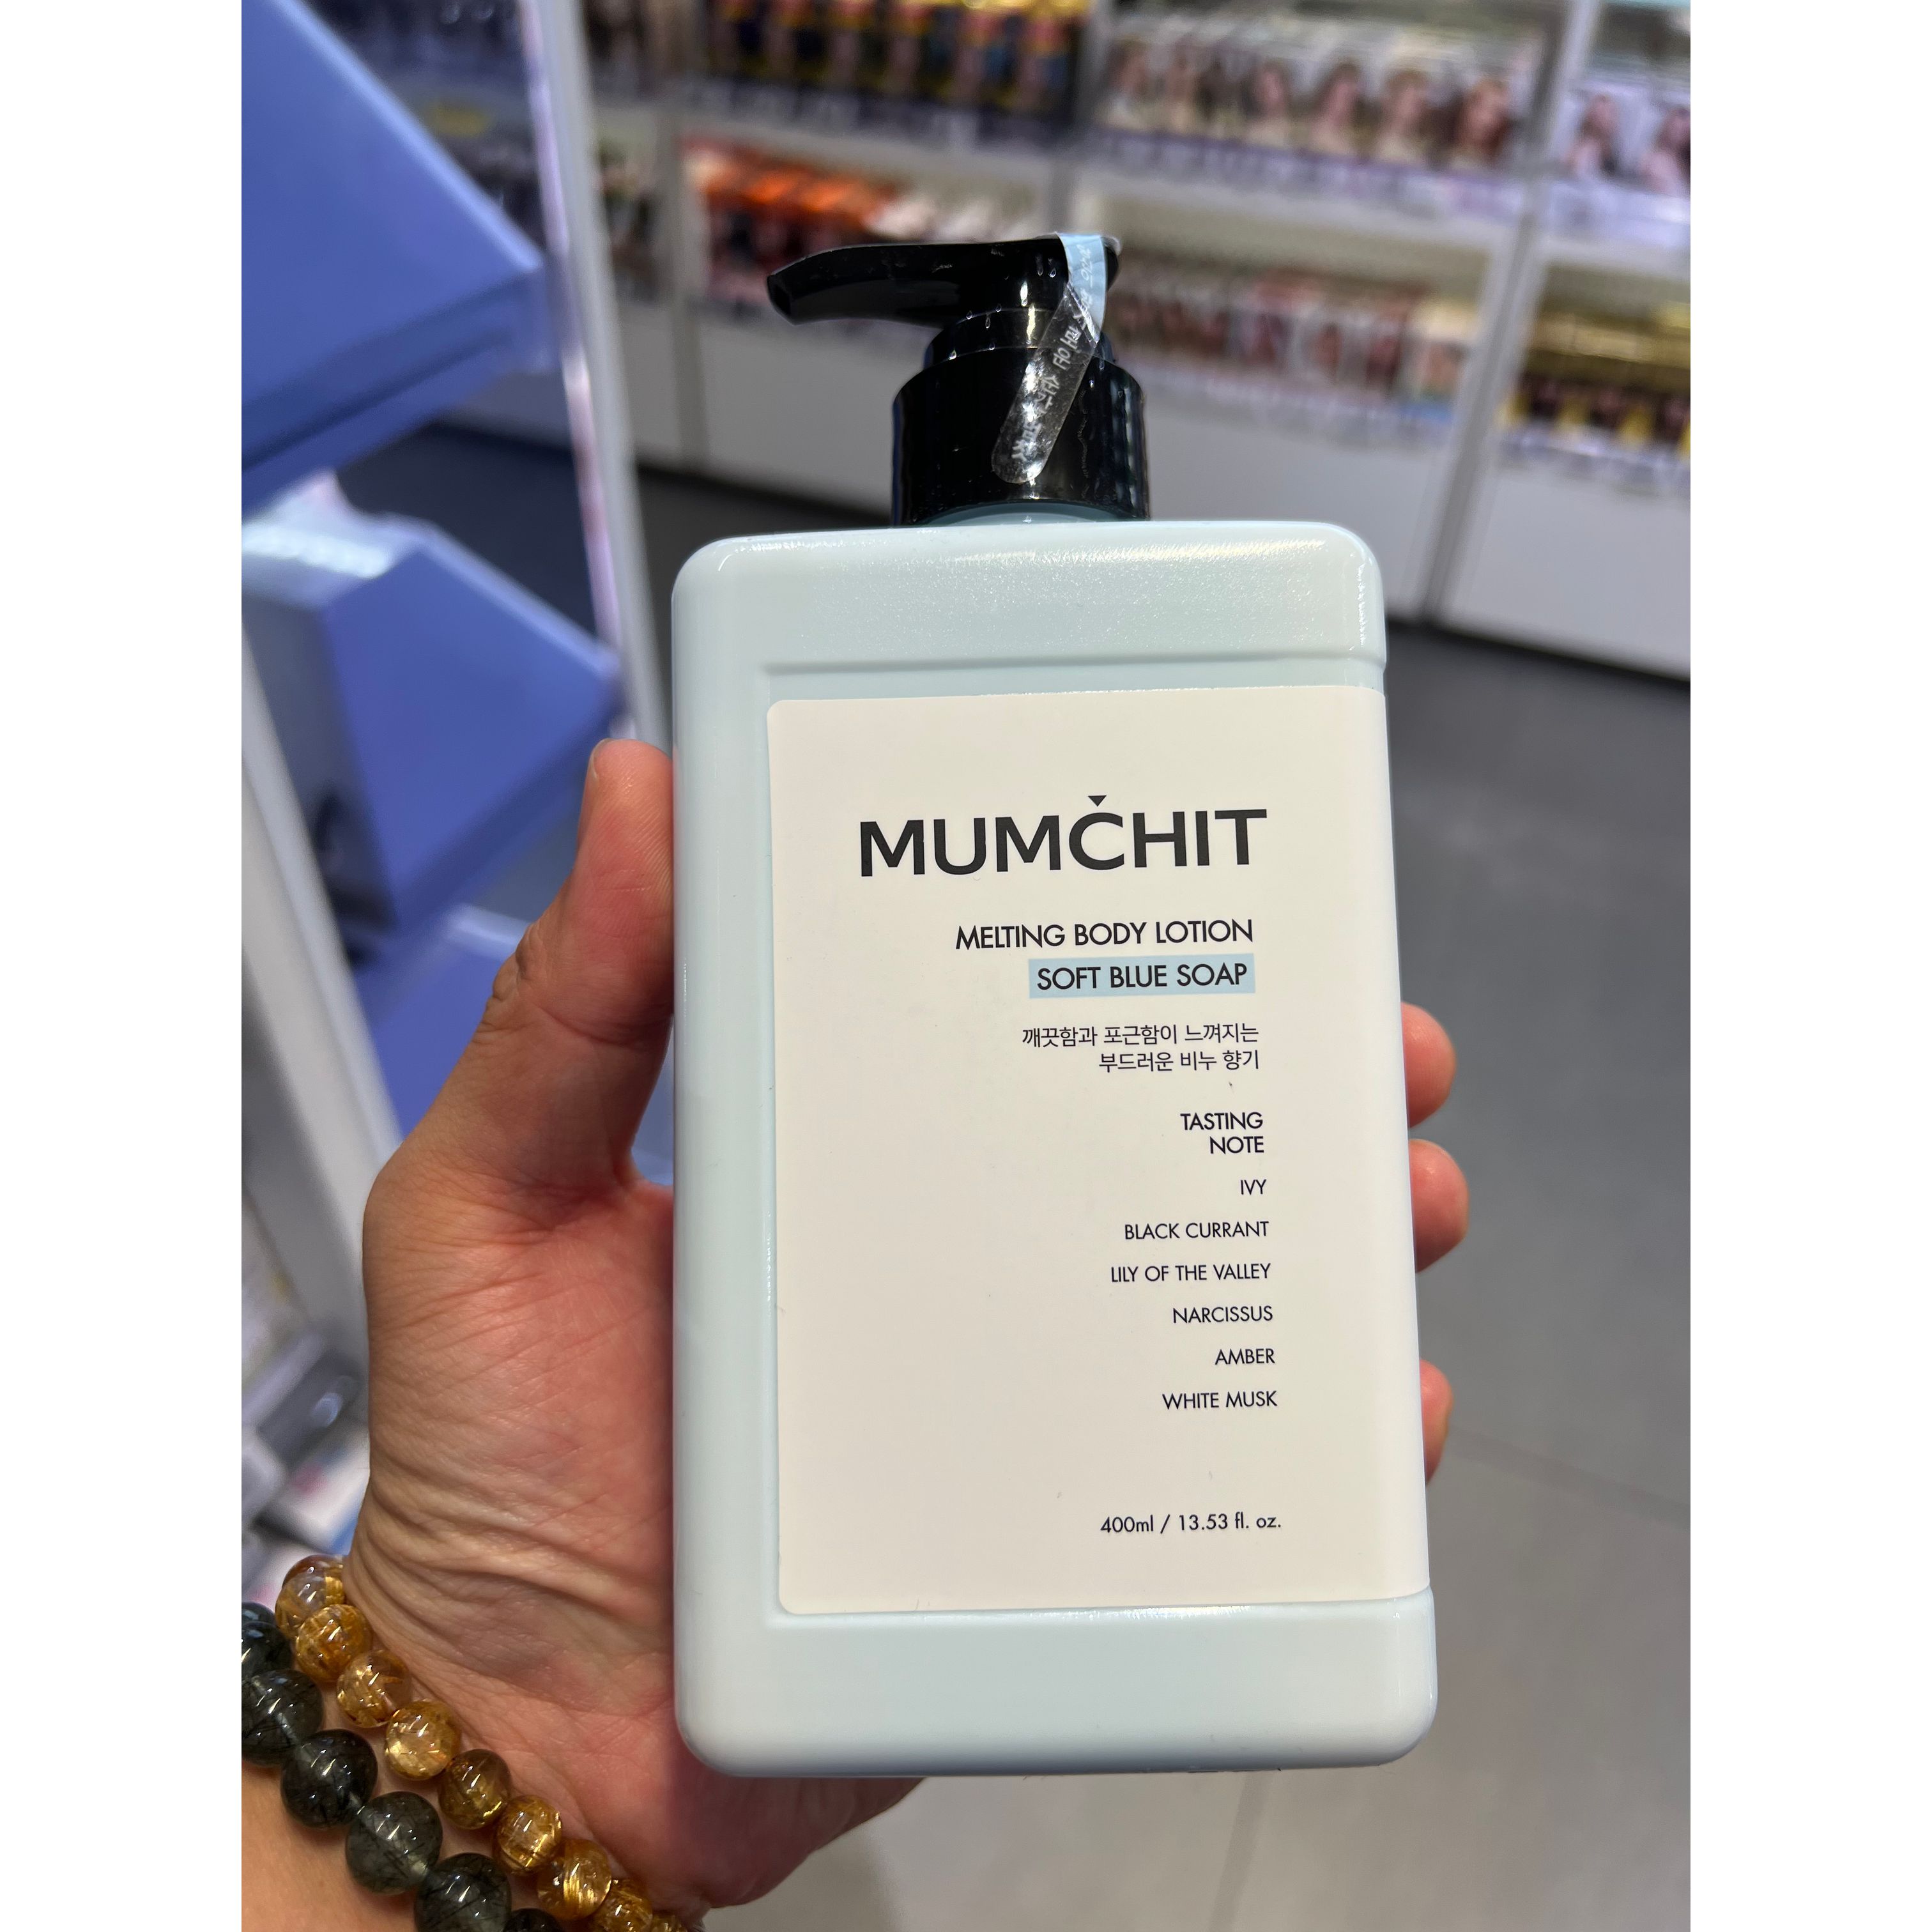 MUMCHIT
MELTING BODY LOTION
SOFT BLUE SOAP
깨끗함과 포근함이 느껴지는
부드러운 비누 향기
TASTING
NOTE
IVY
BLACK CURRANT
LILY OF THE VALLEY
NARCISSUS
AMBER
WHITE MUSK
400ml / 13.53 fl. oz.